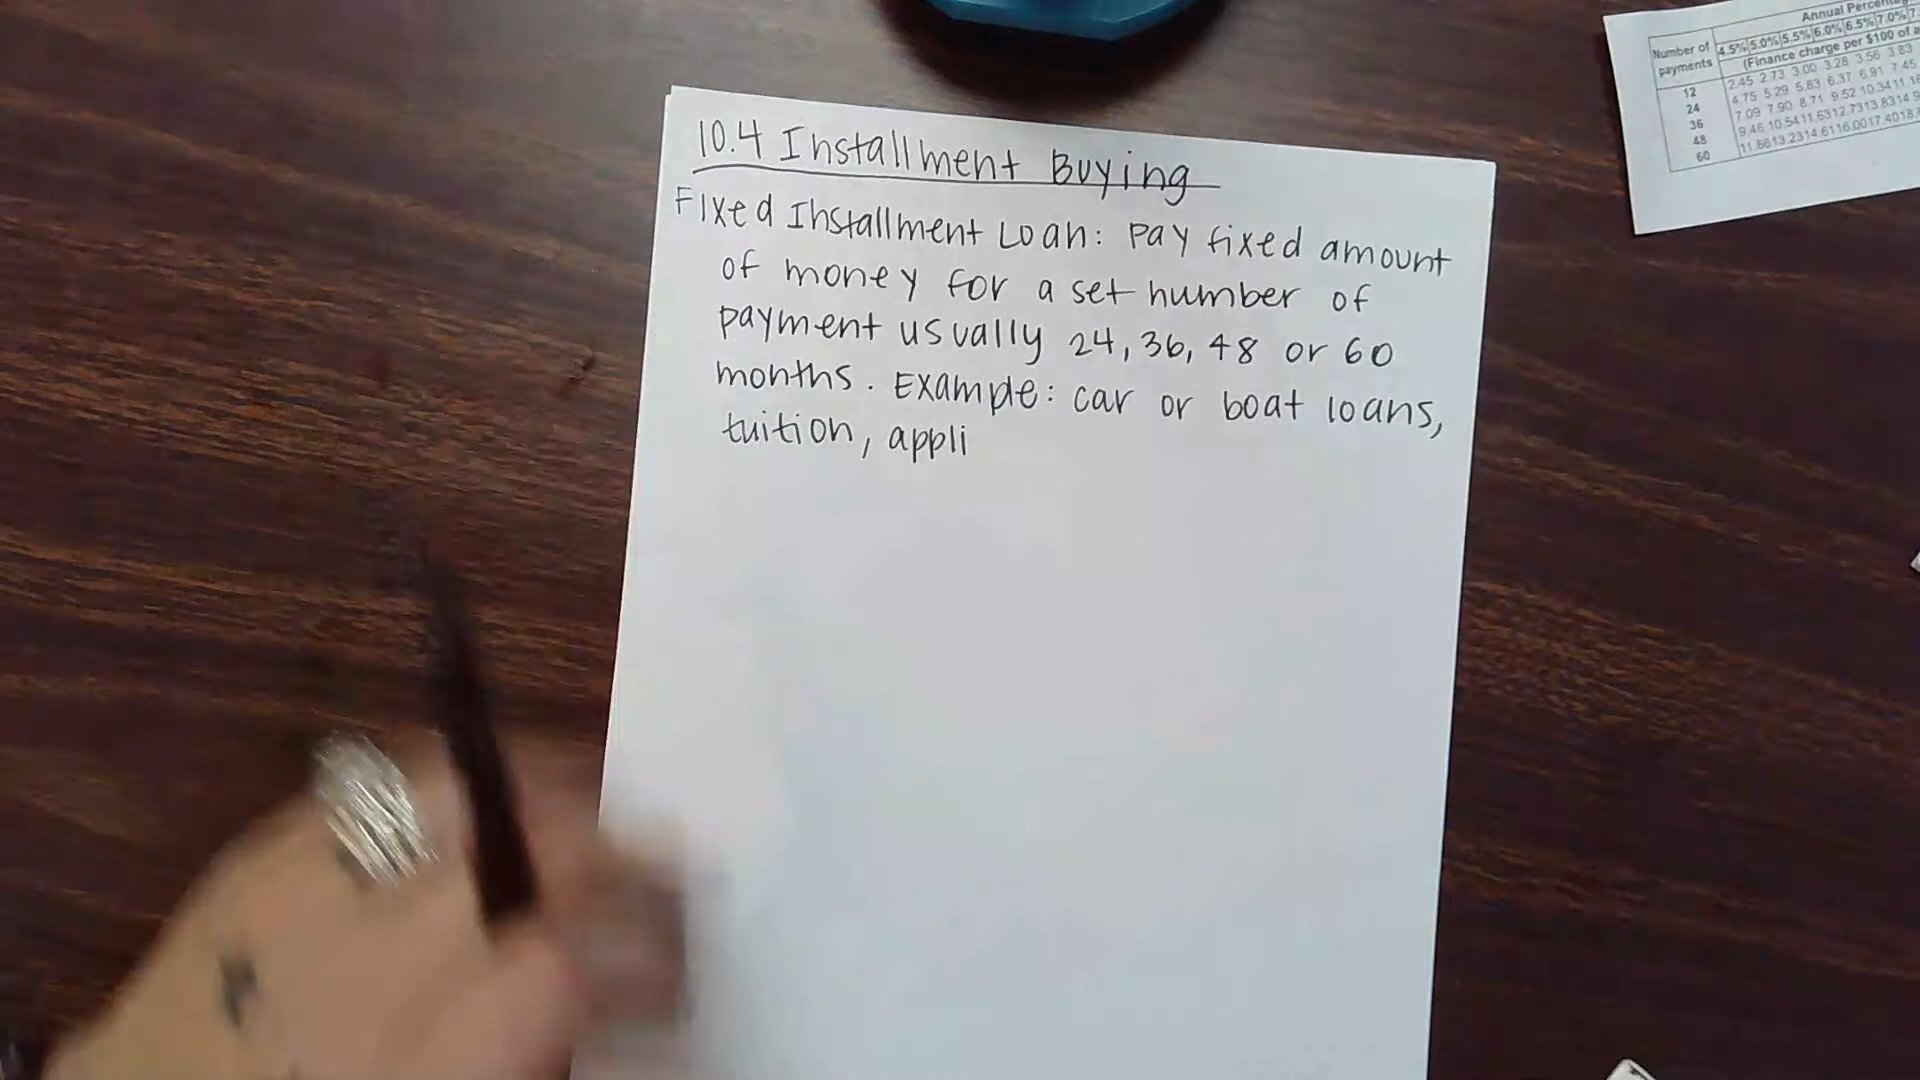 10.4 Installment Buying
Fixed Installment Loan: Pay fixed amount
of money for a set number of
payment usually 24, 36, 48 or 60
months. Example: car or boat loans,
tuition, appli
Annual
Number of
payments
4.5% 5.0% 5.5% 6.0% 6.5% 7.0%
(Finance charge per $100 of
12 2.45 2.73 3.00 3.28 3.56 3.83
24 4.75 5.29 5.83 6.37 6.91 7.45
36 7.09 7.90 8.71 9.52 10.34 11.16
48 9.46 10.54 11.63 12.73 13.83 14.9
60 11.86 13.23 14.61 16.00 17.40 18.